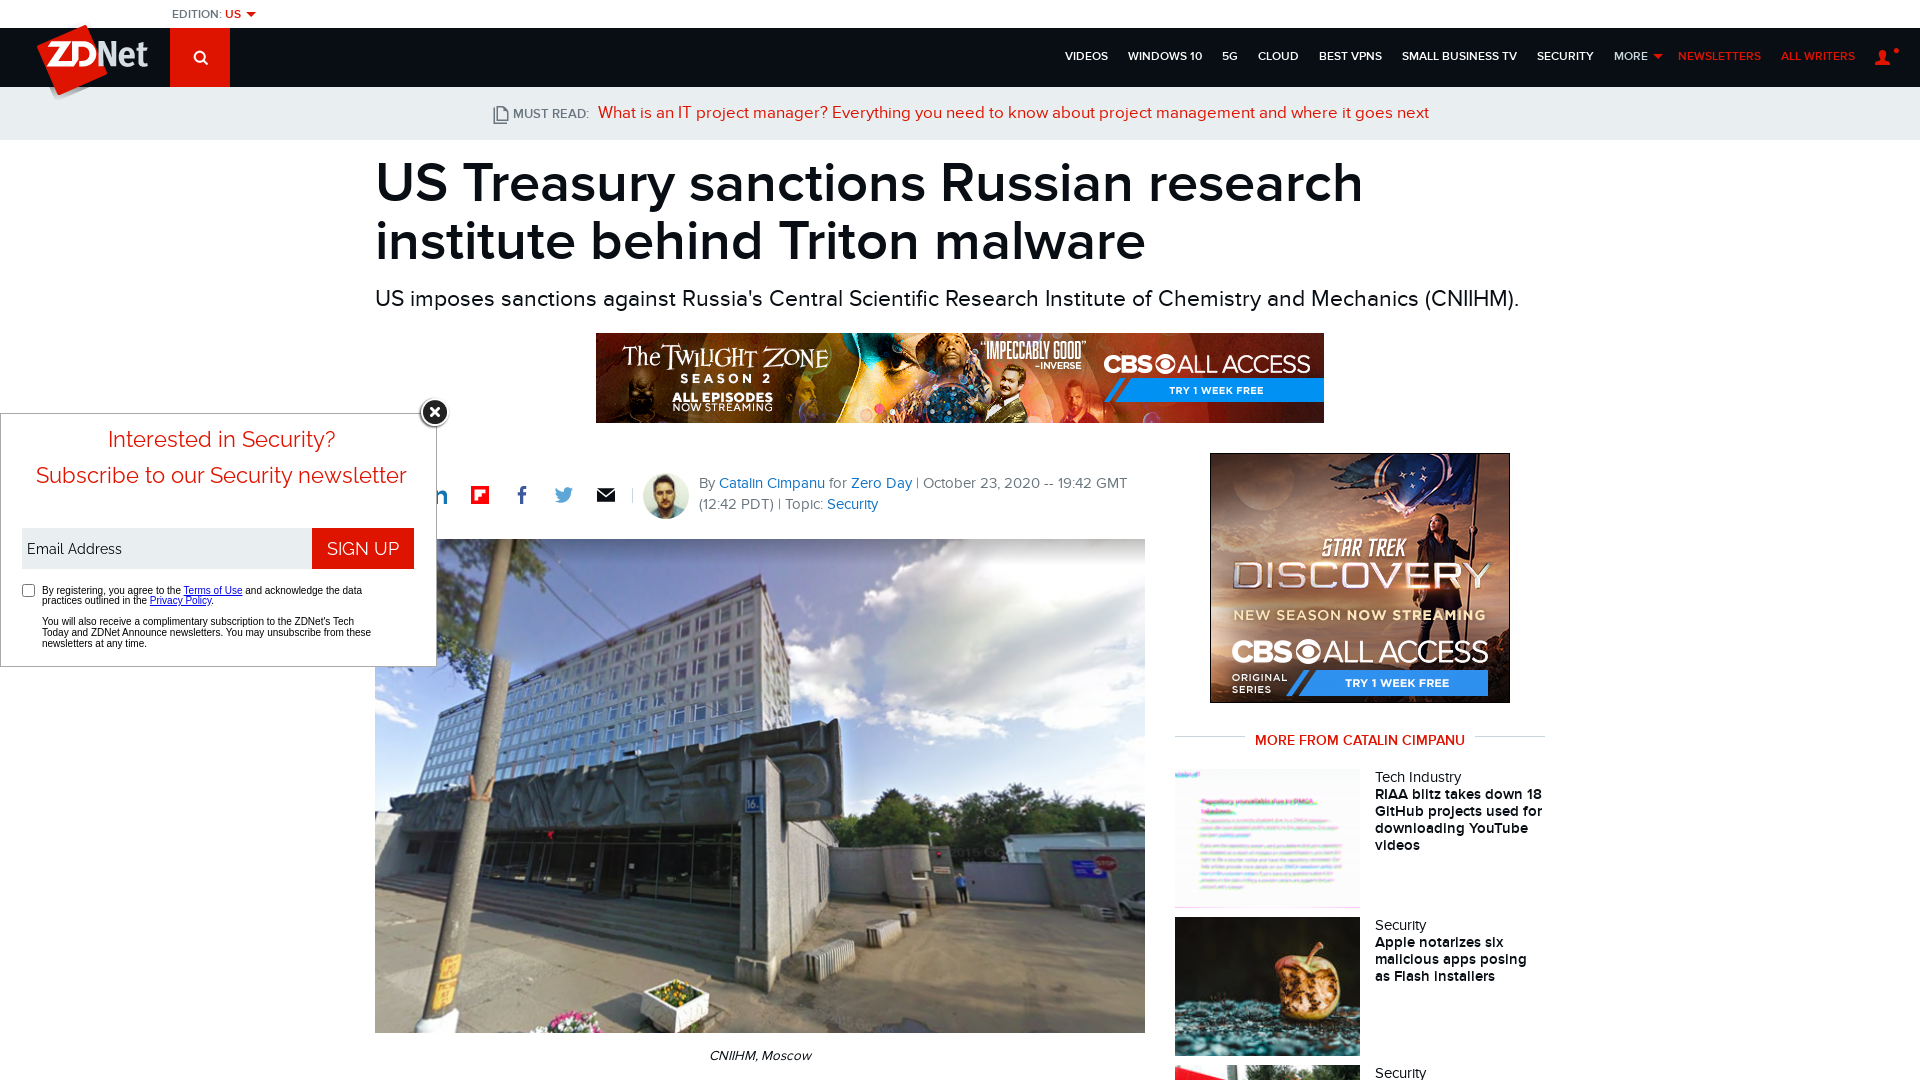 EDITION: US
ZDNet
VIDEOS WINDOWS 10 5G CLOUD BEST VPNS SMALL BUSINESS TV SECURITY MORE NEWSLETTERS ALL WRITERS
MUST READ: What is an IT project manager? Everything you need to know about project management and where it goes next
US Treasury sanctions Russian research
institute behind Triton malware
US imposes sanctions against Russia's Central Scientific Research Institute of Chemistry and Mechanics (CNIIHM).
The TWILIGHT ZONE
SEASON 2
ALL EPISODES
NOW STREAMING
"IMPECCABLY GOOD"
–INVERSE
CBS ALL ACCESS
TRY 1 WEEK FREE
Interested in Security?
Subscribe to our Security newsletter
Email Address
SIGN UP
By registering, you agree to the Terms of Use and acknowledge the data
practices outlined in the Privacy Policy.
You will also receive a complimentary subscription to the ZDNet's Tech
Today and ZDNet Announce newsletters. You may unsubscribe from these
newsletters at any time.
By Catalin Cimpanu for Zero Day | October 23, 2020 -- 19:42 GMT
(12:42 PDT) | Topic: Security
16
STOP
CNIIHM, Moscow
STAR TREK
DISCOVERY
NEW SEASON NOW STREAMING
CBS ALL ACCESS
ORIGINAL
SERIES
TRY 1 WEEK FREE
MORE FROM CATALIN CIMPANU
Tech Industry
RIAA blitz takes down 18
GitHub projects used for
downloading YouTube
videos
Security
Apple notarizes six
malicious apps posing
as Flash installers
Security